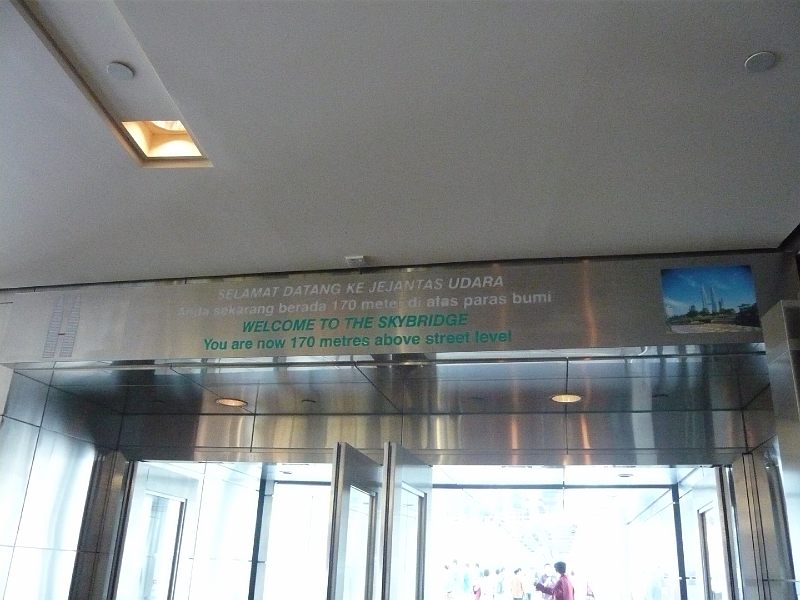 SELAMAT DATANG KE JEJANTAS UDARA
Anda sekarang berada 170 meter di atas paras bumi
WELCOME TO THE SKYBRIDGE
You are now 170 metres above street level